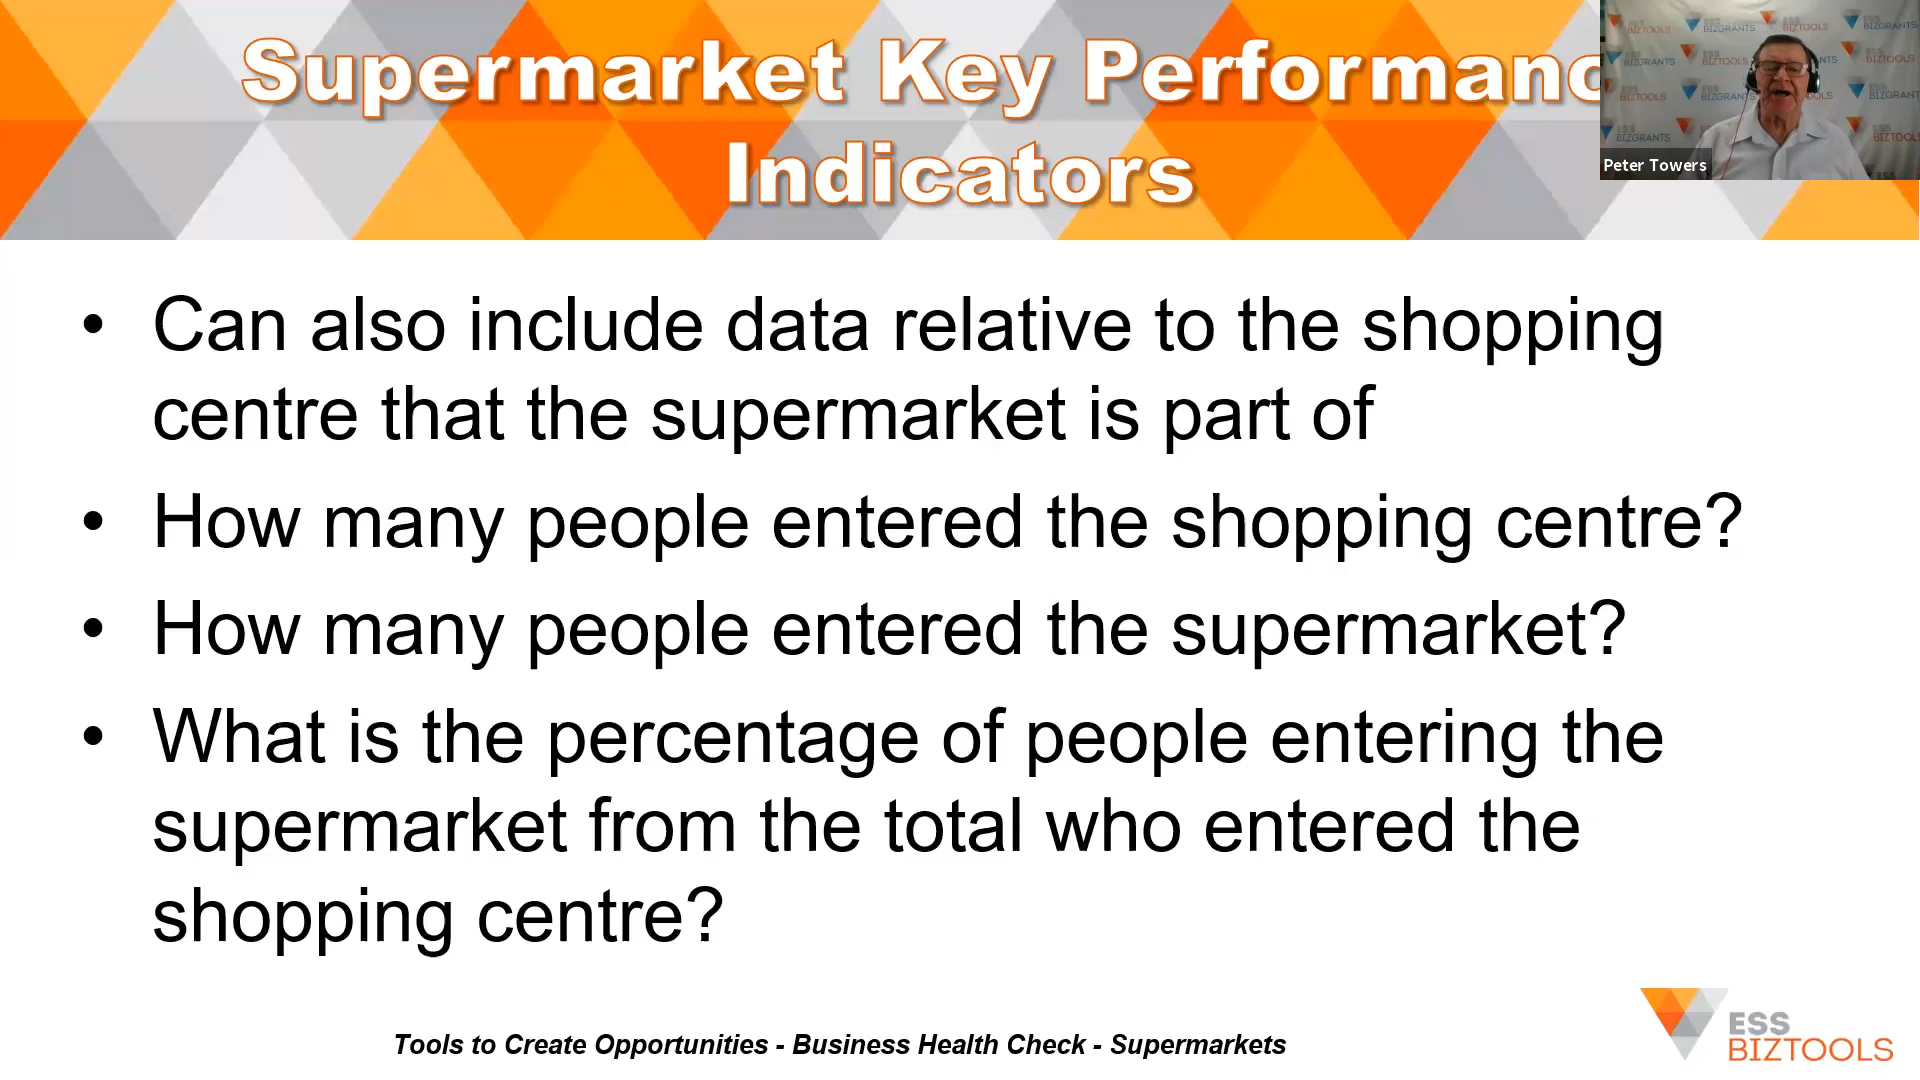 Supermarket Key Performanc
Indicators
Peter Towers
• Can also include data relative to the shopping
centre that the supermarket is part of
• How many people entered the shopping centre?
• How many people entered the supermarket?
• What is the percentage of people entering the
supermarket from the total who entered the
shopping centre?
Tools to Create Opportunities - Business Health Check - Supermarkets
ESS
BIZTOOLS